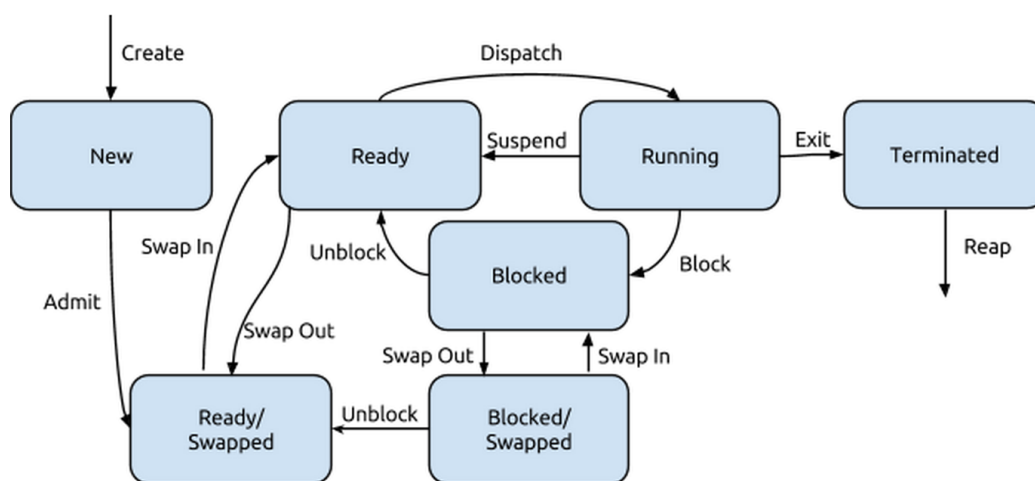 Create
Dispatch
New
Ready
Suspend
Running
Exit
Terminated
Swap In
Unblock
Blocked
Block
Reap
Admit
Swap Out
Swap Out
Swap In
Ready/
Swapped
Unblock
Blocked/
Swapped